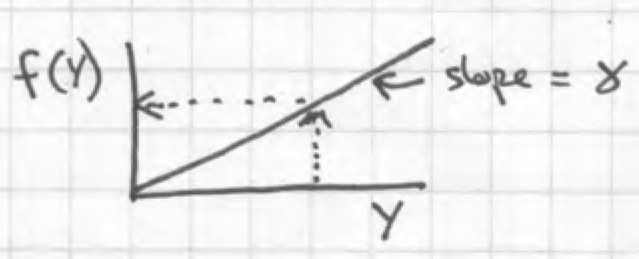 f(Y)
slope = γ
Y